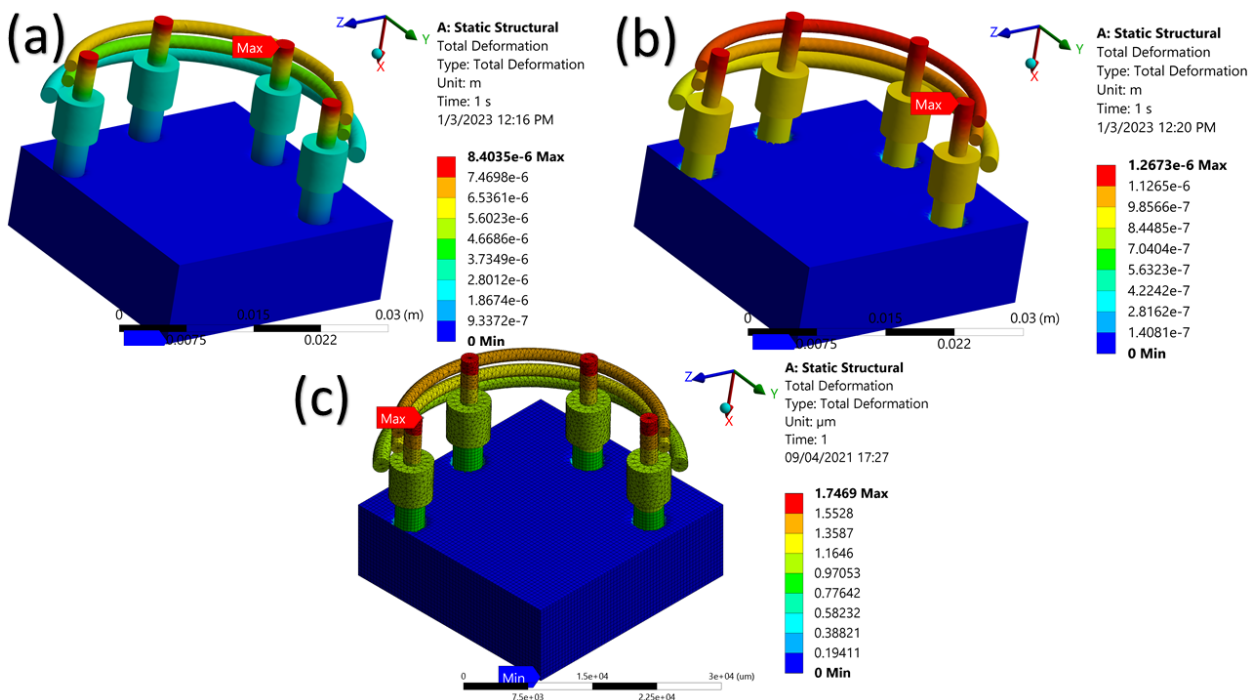 (a)
Max
Z
Y
X
A: Static Structural
Total Deformation
Type: Total Deformation
Unit: m
Time: 1 s
1/3/2023 12:16 PM
8.4035e-6 Max
7.4698e-6
6.5361e-6
5.6023e-6
4.6686e-6
3.7349e-6
2.8012e-6
1.8674e-6
9.3372e-7
0 Min
0
0.015
0.03 (m)
0.0075
0.022
(b)
Max
Z
Y
X
A: Static Structural
Total Deformation
Type: Total Deformation
Unit: m
Time: 1 s
1/3/2023 12:20 PM
1.2673e-6 Max
1.1265e-6
9.8566e-7
8.4485e-7
7.0404e-7
5.6323e-7
4.2242e-7
2.8162e-7
1.4081e-7
0 Min
0
0.015
0.03 (m)
0.0075
0.022
(c)
Max
Min
Z
Y
X
A: Static Structural
Total Deformation
Type: Total Deformation
Unit: µm
Time: 1
09/04/2021 17:27
1.7469 Max
1.5528
1.3587
1.1646
0.97053
0.77642
0.58232
0.38821
0.19411
0 Min
0
1.5e+04
3e+04 (um)
7.5e+03
2.25e+04